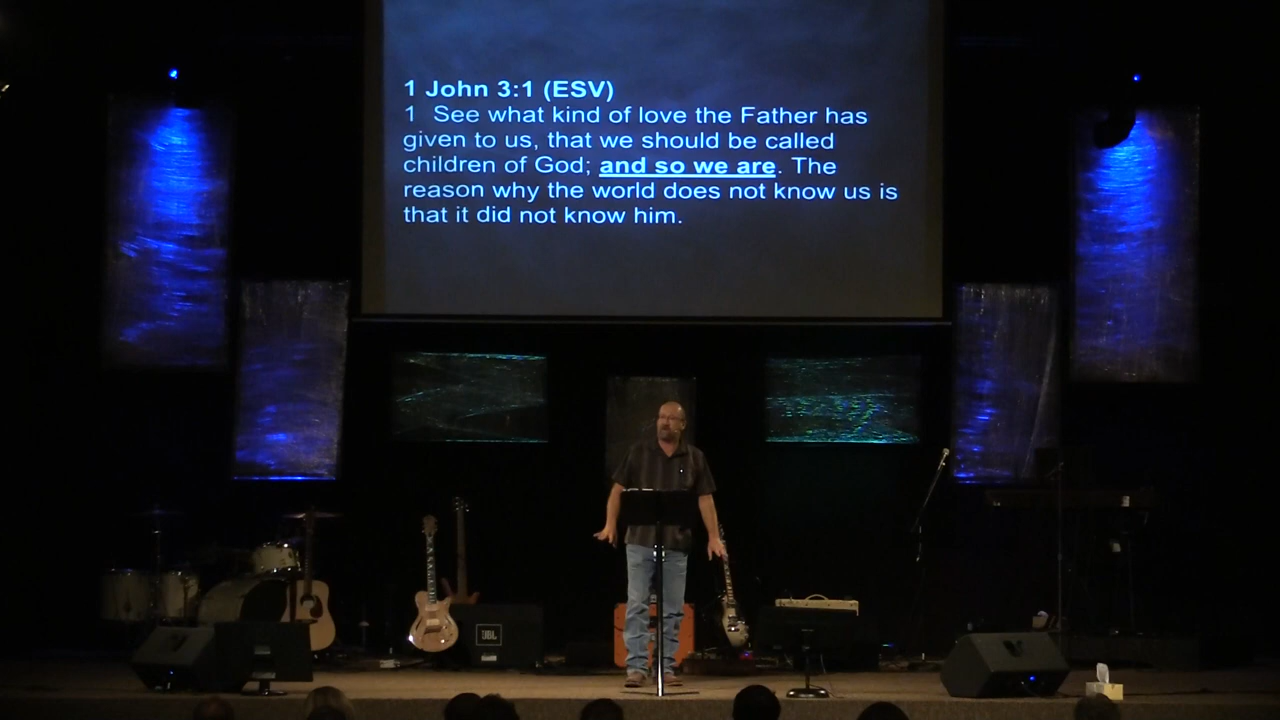 1 John 3:1 (ESV)
1 See what kind of love the Father has
given to us, that we should be called
children of God; and so we are. The
reason why the world does not know us is
that it did not know him.
JBL